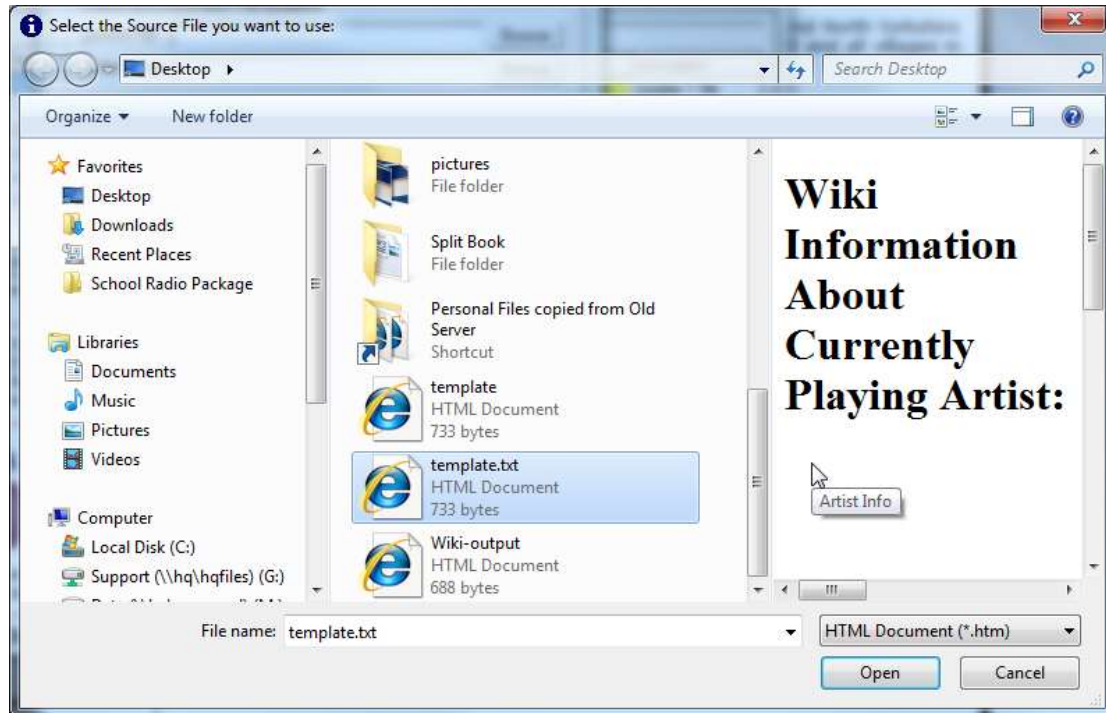 Select the Source File you want to use:
Desktop
Search Desktop
Organize
New folder
Favorites
Desktop
Downloads
Recent Places
School Radio Package
Libraries
Documents
Music
Pictures
Videos
Computer
Local Disk (C:)
Support (\\hq\hqfiles) (G:)
pictures
File folder
Split Book
File folder
Personal Files copied from Old
Server
Shortcut
template
HTML Document
733 bytes
template.txt
HTML Document
733 bytes
Wiki-output
HTML Document
688 bytes
Wiki
Information
About
Currently
Playing Artist:
Artist Info
File name: template.txt
HTML Document (*.htm)
Open
Cancel